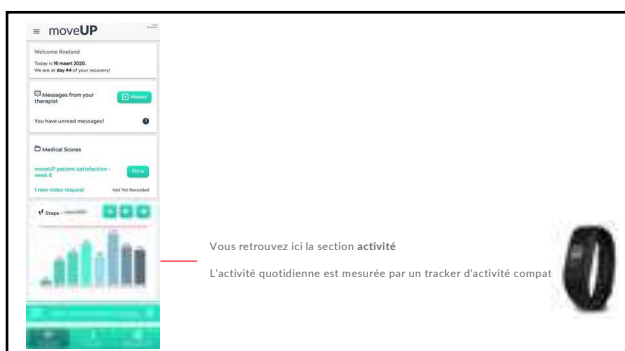 moveUP
Welcome Roeland
Today is 16 maart 2020.
We are at day 44 of your recovery!
Messages from your therapist
History
You have unread messages!
Medical Scores
moveUP patient satisfaction - week 6
Fill in
1 new video request
Not Yet Recorded
Steps -
Vous retrouvez ici la section activité
L'activité quotidienne est mesurée par un tracker d'activité compat